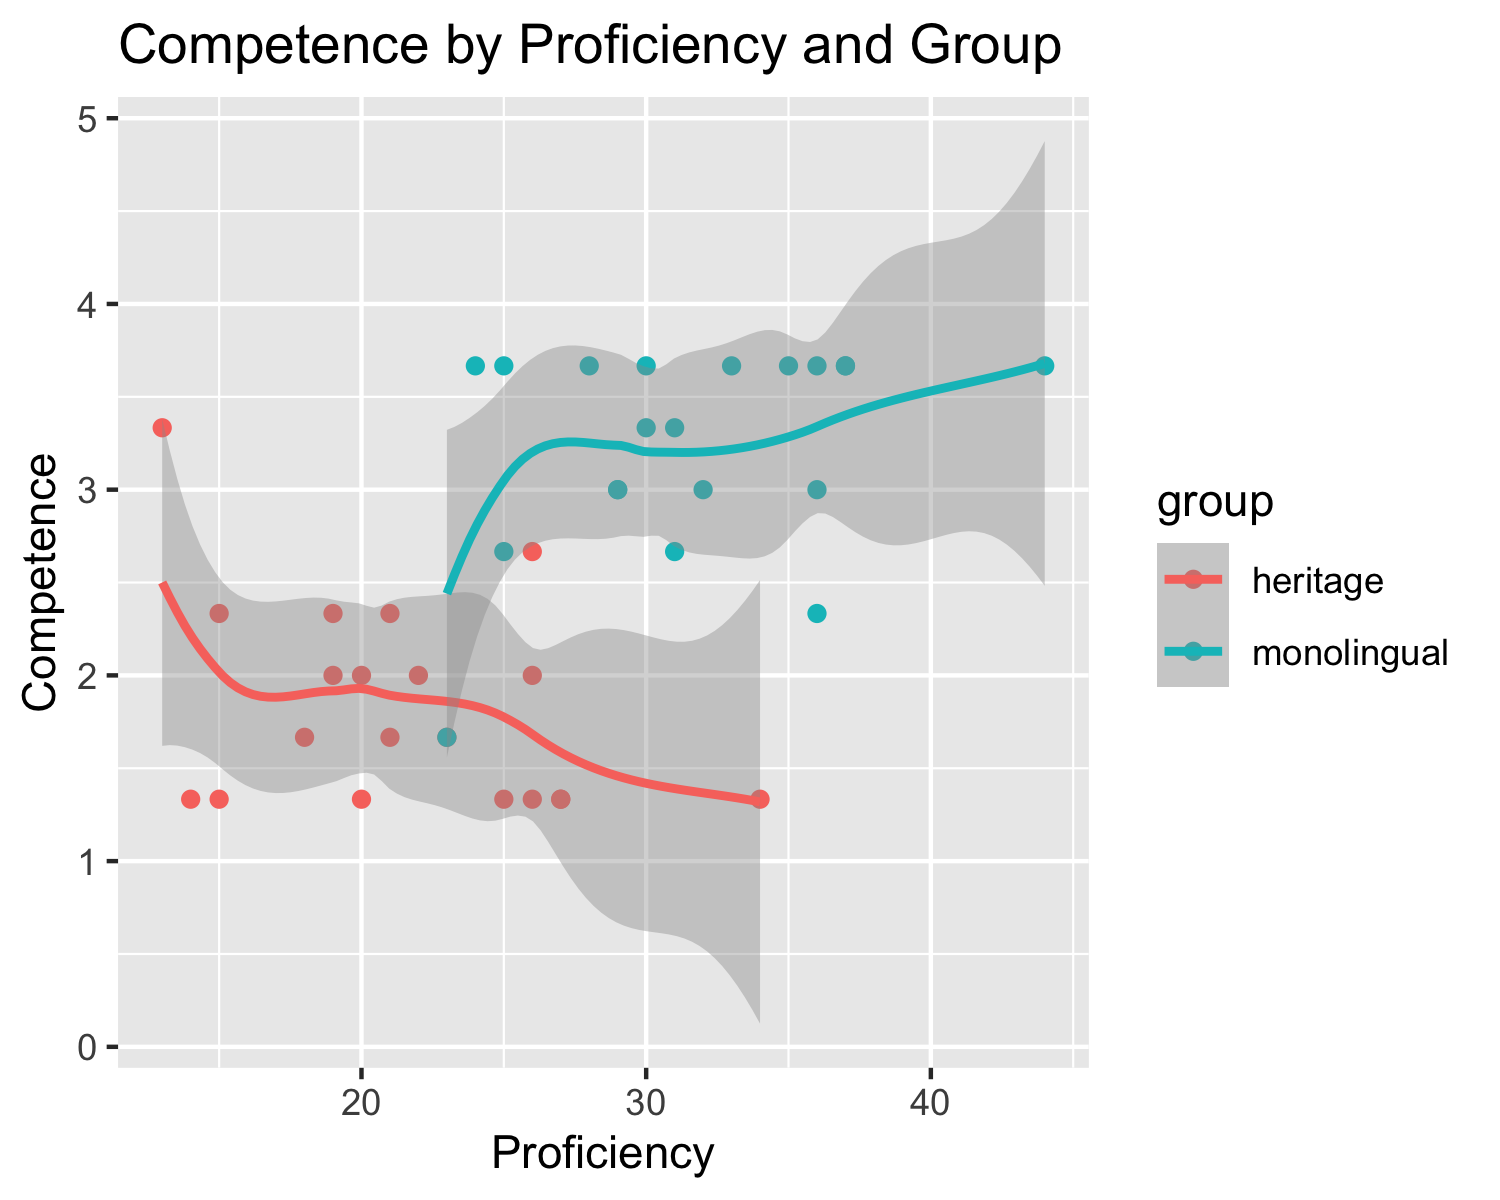 Competence by Proficiency and Group
5
4
3
2
1
0
Competence
20 30 40
Proficiency
group
heritage
monolingual